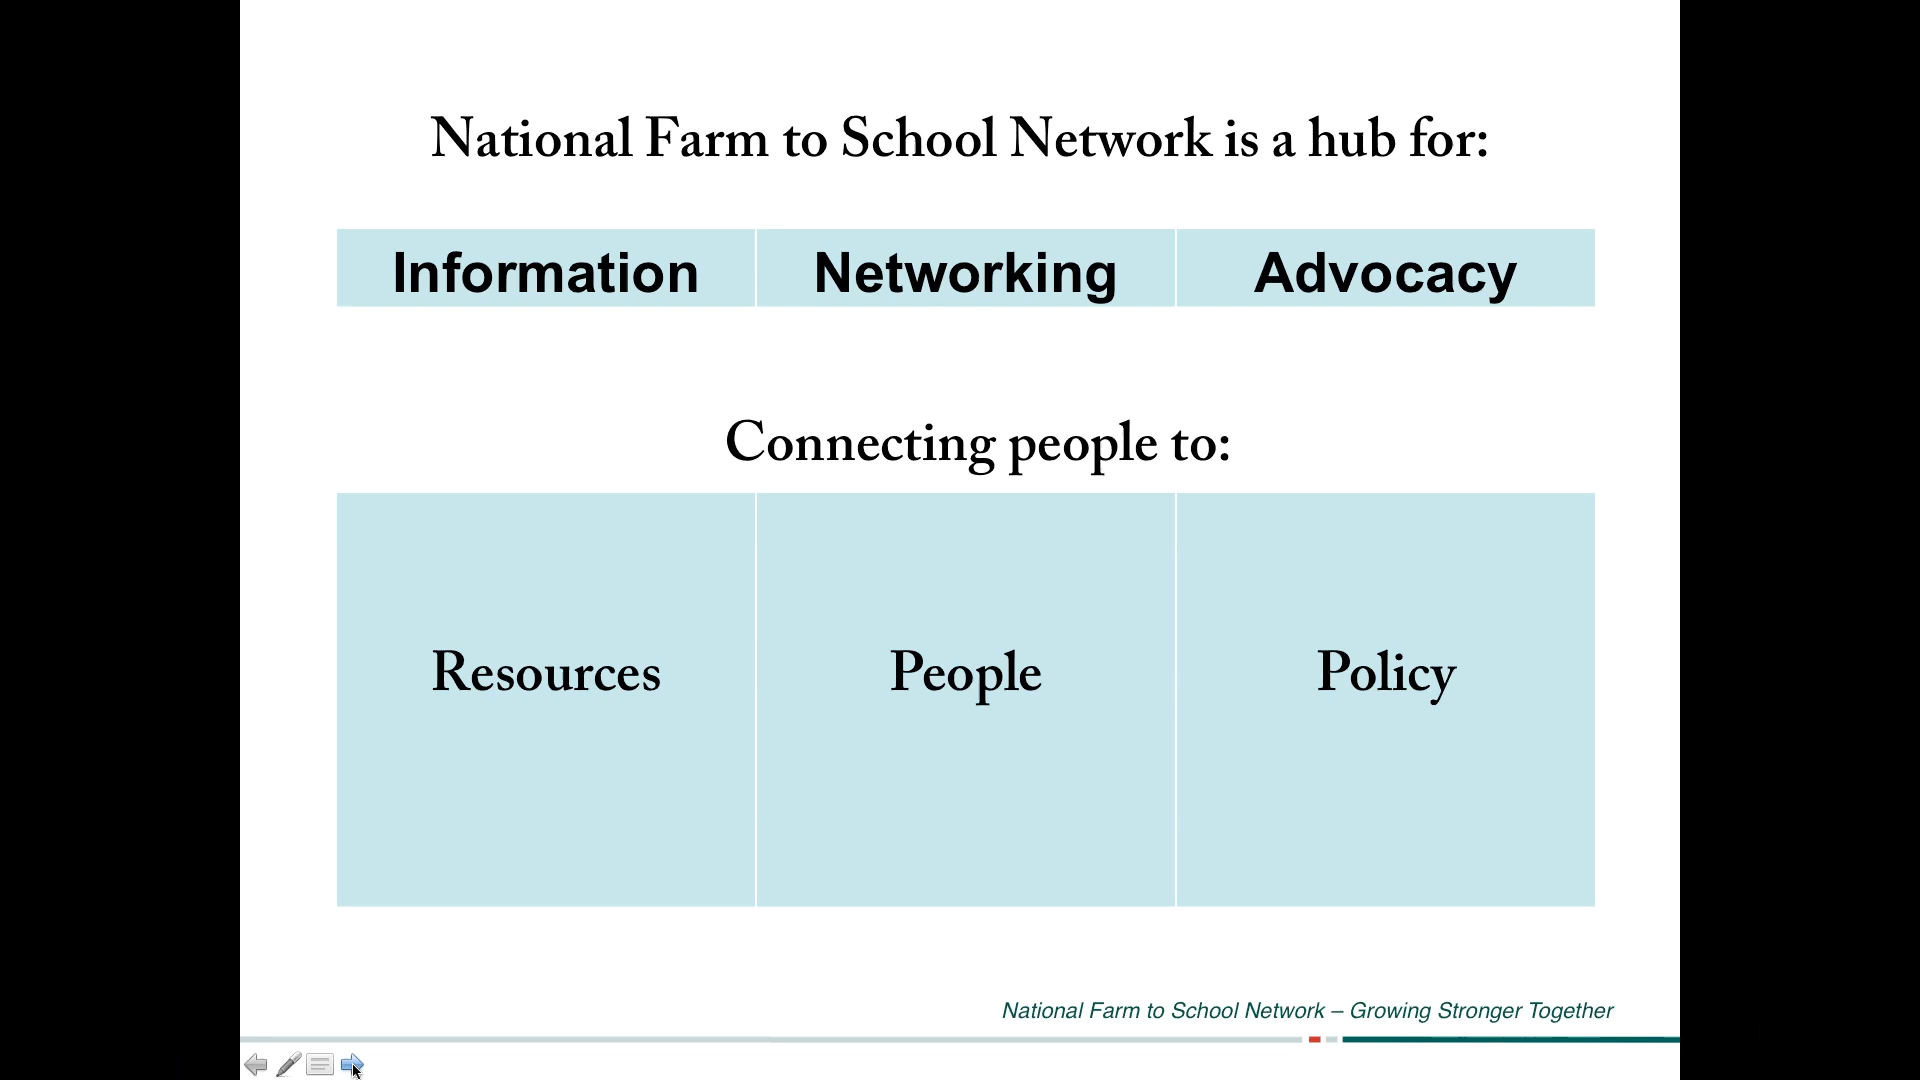 National Farm to School Network is a hub for:
Information Networking Advocacy
Connecting people to:
Resources People Policy
National Farm to School Network – Growing Stronger Together